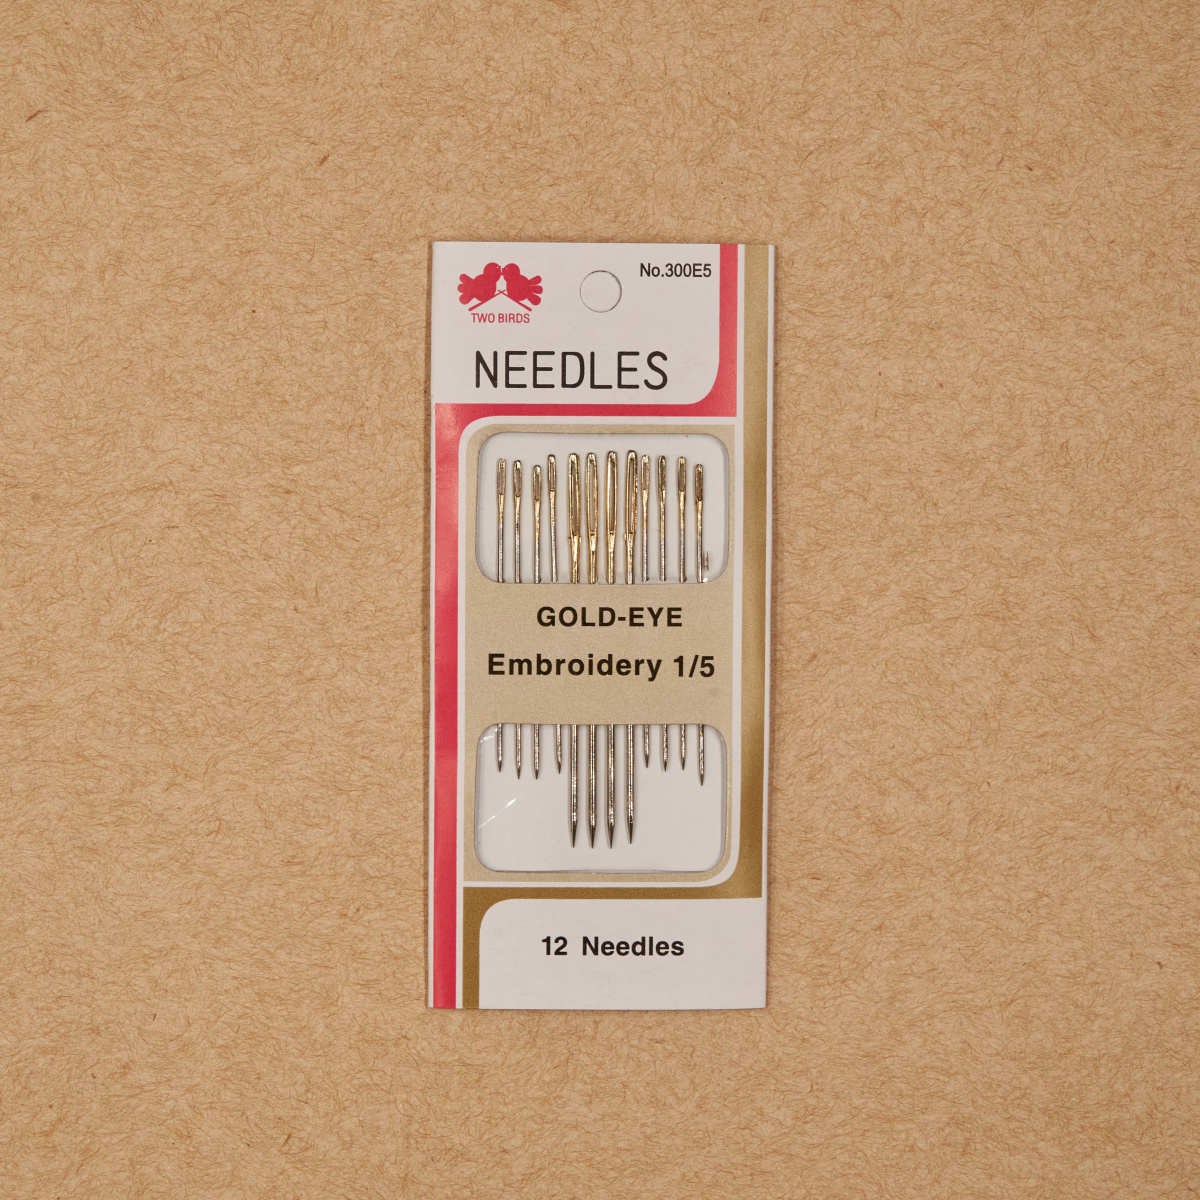 No.300E5
TWO BIRDS
NEEDLES
GOLD-EYE
Embroidery 1/5
12 Needles